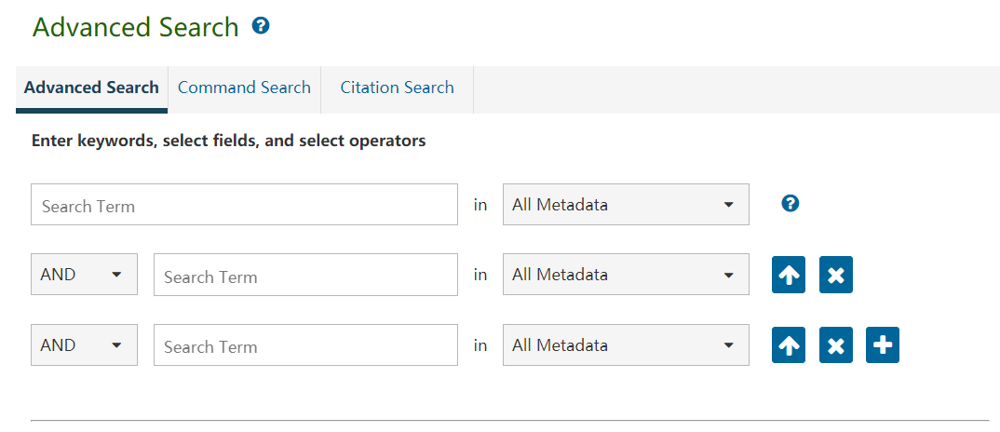 Advanced Search
Advanced Search Command Search Citation Search
Enter keywords, select fields, and select operators
Search Term in All Metadata
AND Search Term in All Metadata
AND Search Term in All Metadata